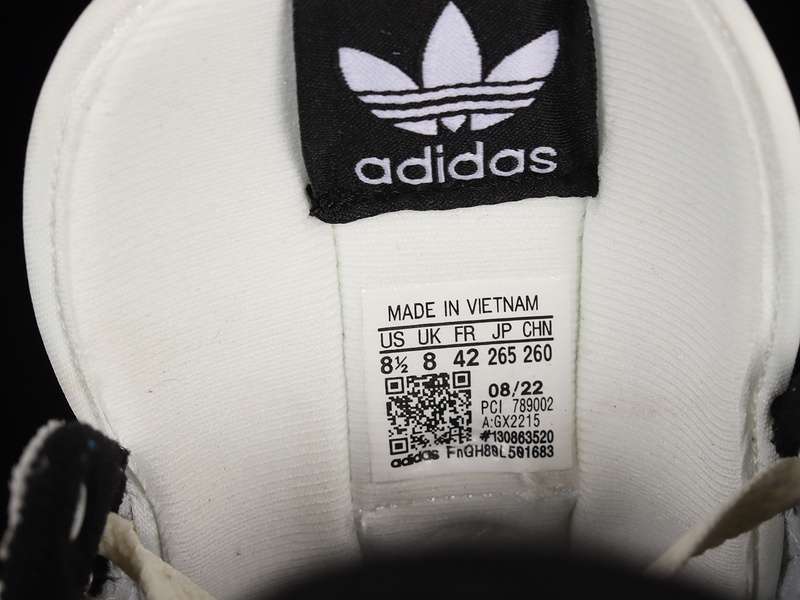 adidas
MADE IN VIETNAM
US UK FR JP CHN
8½ 8 42 265 260
08/22
PCI 789002
A:GX2215
#130863520
adidas FnQH80L501683